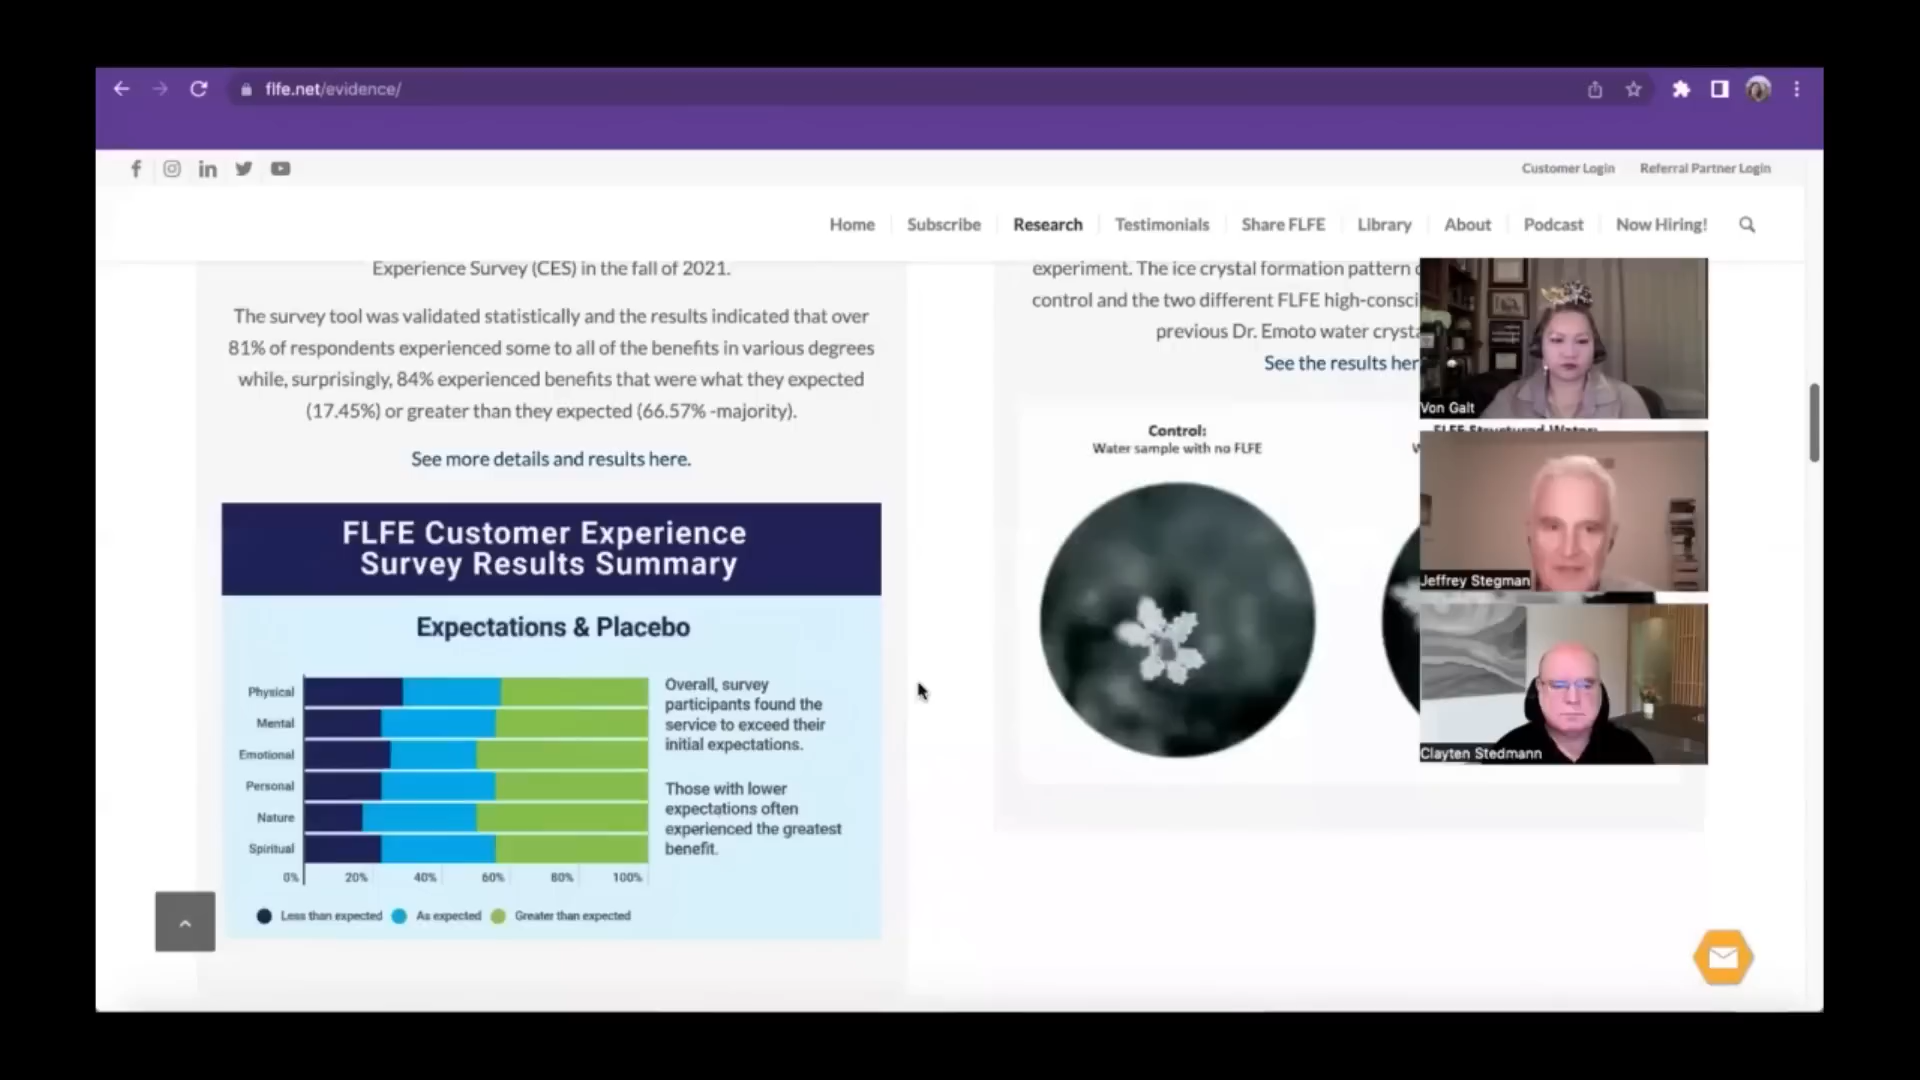 flfe.net/evidence/
Customer Login Referral Partner Login
Home Subscribe Research Testimonials Share FLFE Library About Podcast Now Hiring!
Experience Survey (CES) in the fall of 2021.
The survey tool was validated statistically and the results indicated that over
81% of respondents experienced some to all of the benefits in various degrees
while, surprisingly, 84% experienced benefits that were what they expected
(17.45%) or greater than they expected (66.57% -majority).
See more details and results here.
FLFE Customer Experience
Survey Results Summary
Expectations & Placebo
Physical
Mental
Emotional
Personal
Nature
Spiritual
0% 20% 40% 60% 80% 100%
Less than expected As expected Greater than expected
Overall, survey
participants found the
service to exceed their
initial expectations.
Those with lower
expectations often
experienced the greatest
benefit.
experiment. The ice crystal formation pattern
control and the two different FLFE high-consci
previous Dr. Emoto water crysta
See the results her
Control:
Water sample with no FLFE
Von Galt
Jeffrey Stegman
Clayten Stedmann